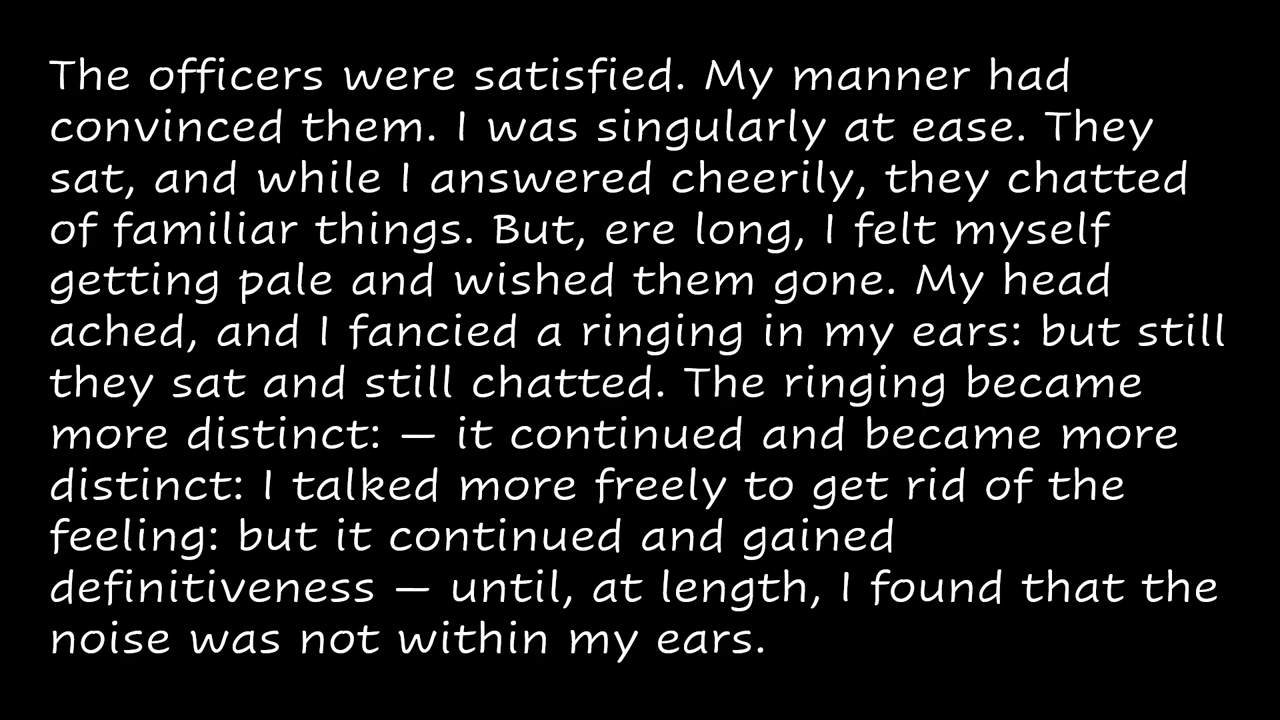 The officers were satisfied. My manner had
convinced them. I was singularly at ease. They
sat, and while I answered cheerily, they chatted
of familiar things. But, ere long, I felt myself
getting pale and wished them gone. My head
ached, and I fancied a ringing in my ears: but still
they sat and still chatted. The ringing became
more distinct: — it continued and became more
distinct: I talked more freely to get rid of the
feeling: but it continued and gained
definitiveness — until, at length, I found that the
noise was not within my ears.